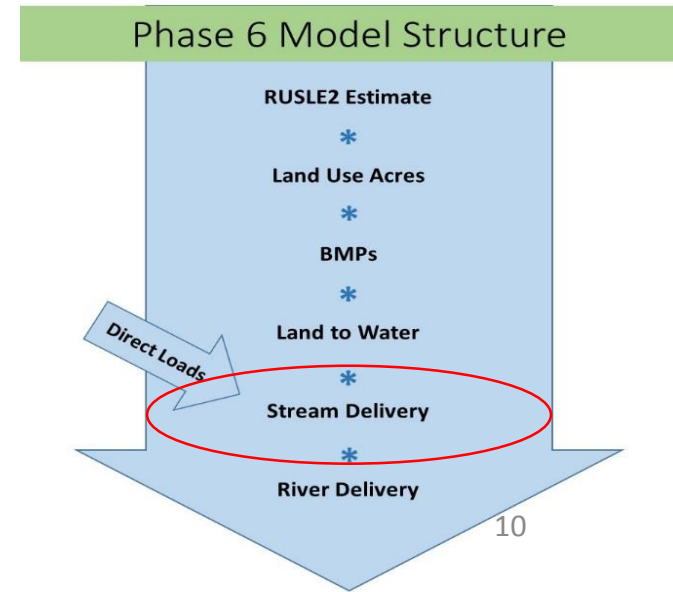 Phase 6 Model Structure
RUSLE2 Estimate
*
Land Use Acres
*
BMPs
*
Land to Water
Direct Loads
*
Stream Delivery
*
River Delivery
10